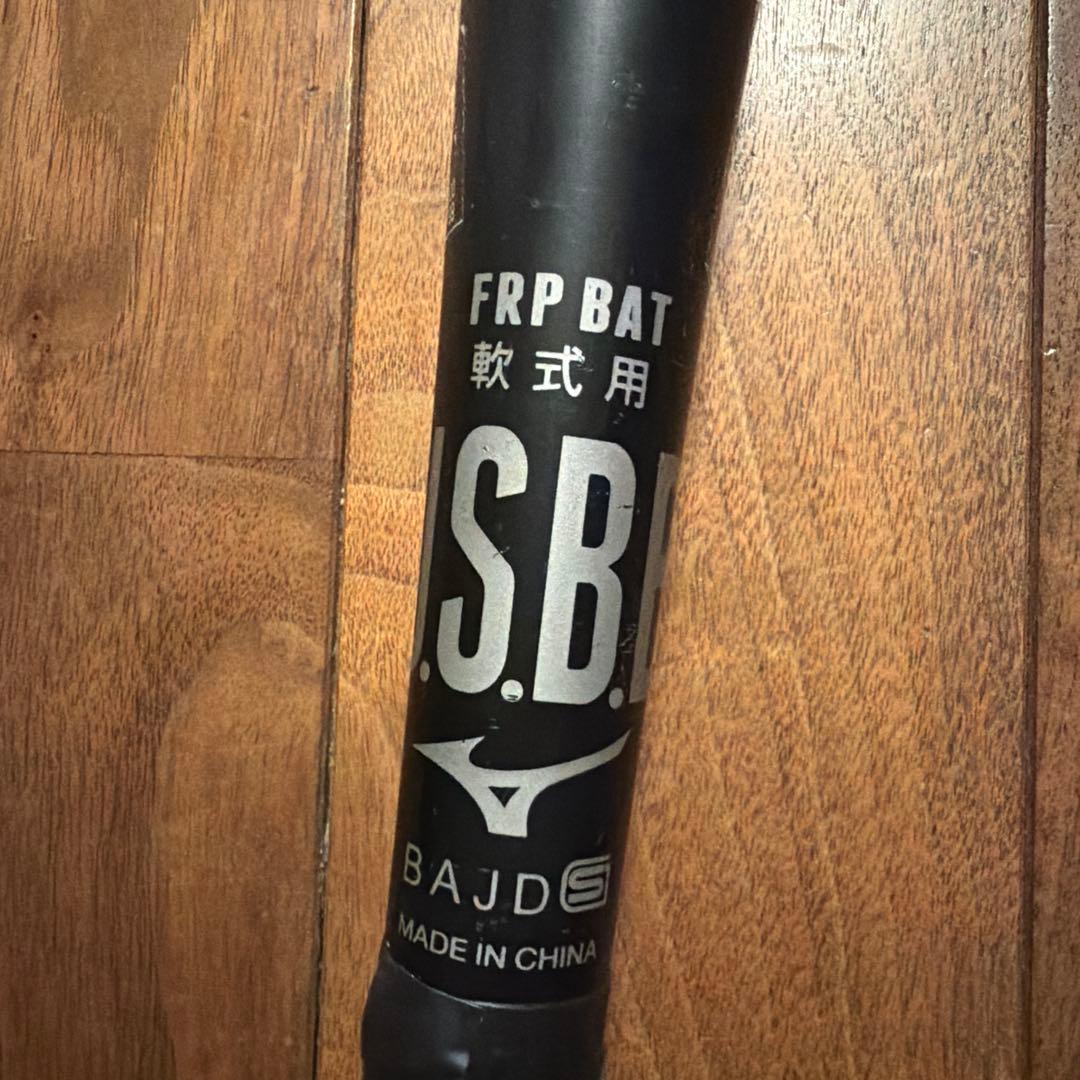 FRP BAT
軟式用
J.S.B.B
BAJD S
MADE IN CHINA